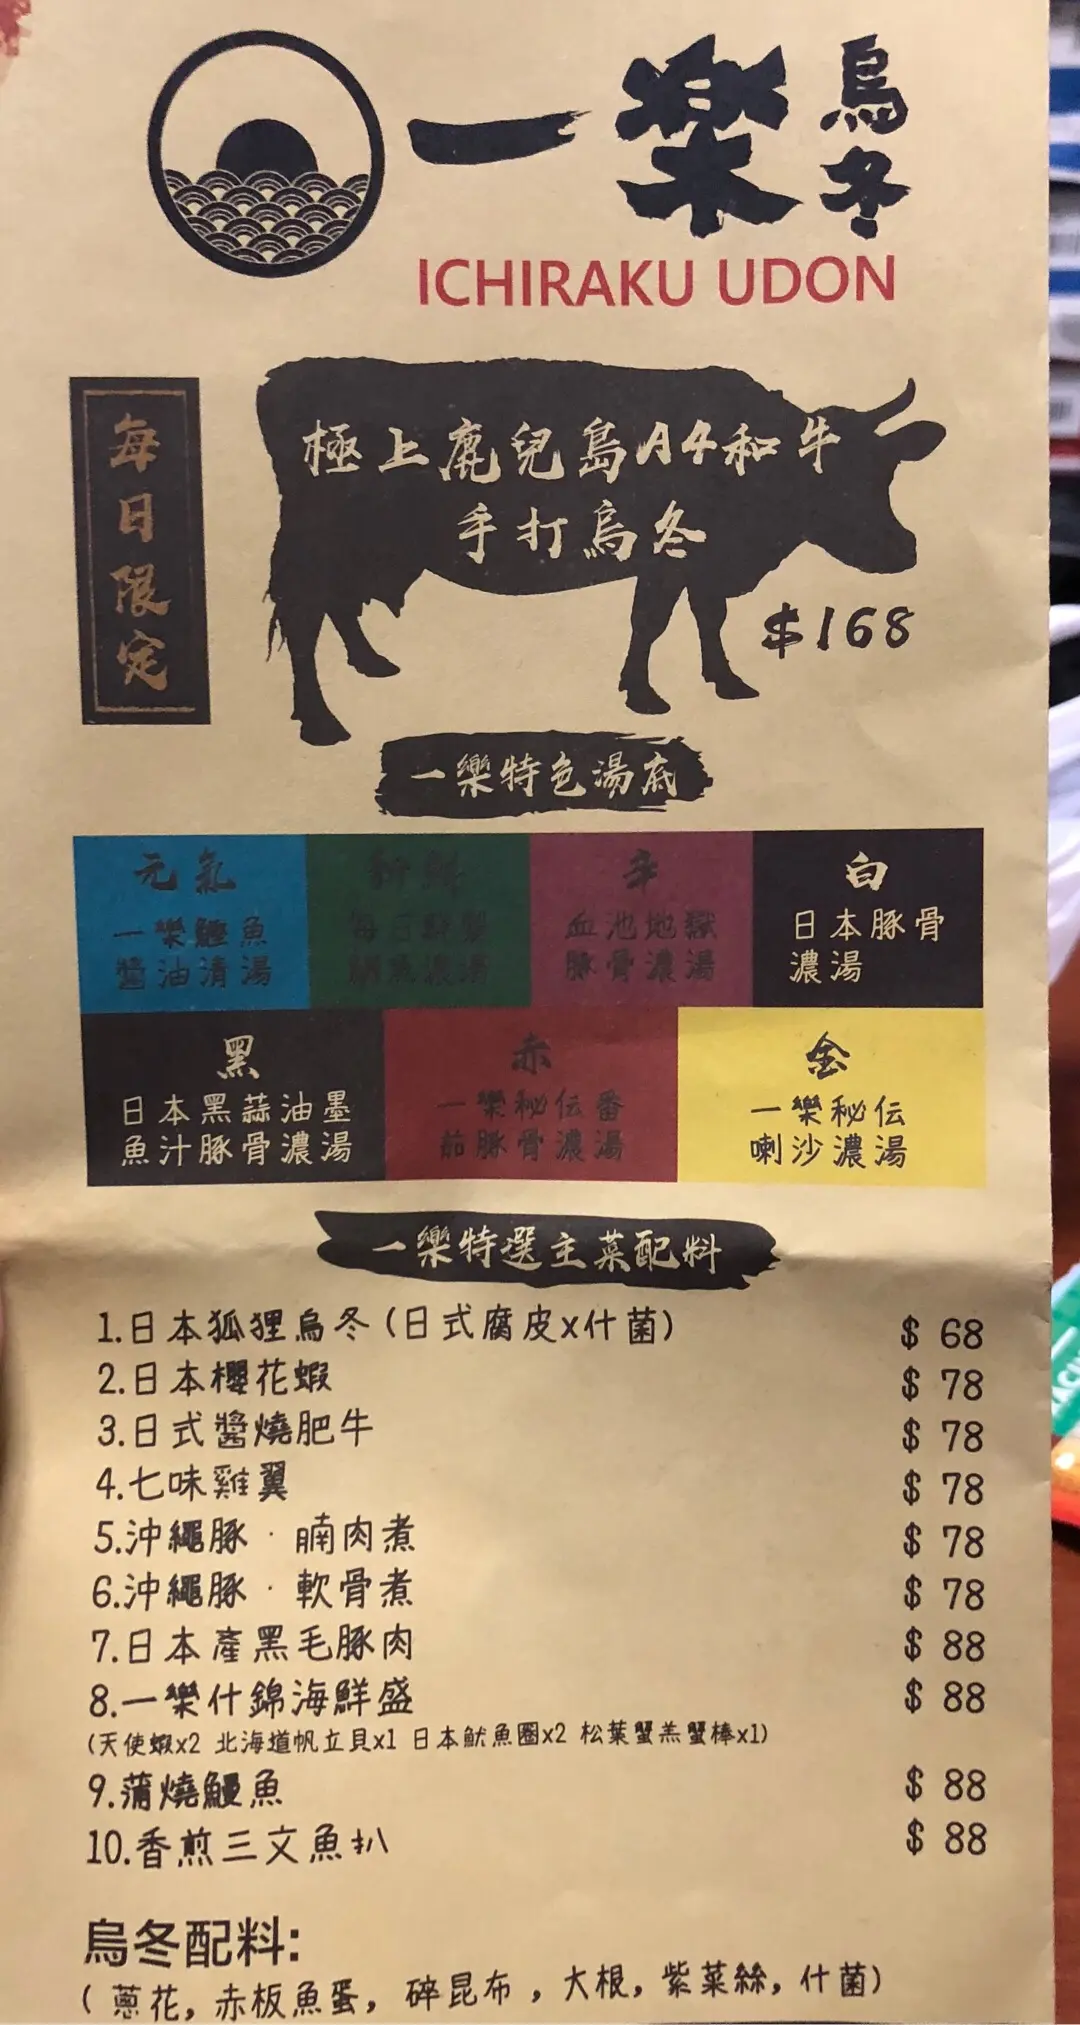 一樂烏冬
ICHIRAKU UDON
每日限定
極上鹿兒島A4和牛
手打烏冬
$168
一樂特色湯底
元氣
一樂鰹魚
醬油清湯
新鮮
每日鮮製
鯛魚濃湯
辛
血池地獄
豚骨濃湯
白
日本豚骨
濃湯
黑
日本黑蒜油墨
魚汁豚骨濃湯
赤
一樂秘伝番
茄豚骨濃湯
金
一樂秘伝
喇沙濃湯
一樂特選主菜配料
1.日本狐狸烏冬(日式腐皮x什菌) $ 68
2.日本櫻花蝦 $ 78
3.日式醬燒肥牛 $ 78
4.七味雞翼 $ 78
5.沖繩豚‧腩肉煮 $ 78
6.沖繩豚‧軟骨煮 $ 78
7.日本產黑毛豚肉 $ 88
8.一樂什錦海鮮盛 $ 88
(天使蝦x2 北海道帆立貝x1 日本魷魚圈x2 松葉蟹羔蟹棒x1)
9.蒲燒鰻魚 $ 88
10.香煎三文魚扒 $ 88
烏冬配料:
(蔥花, 赤板魚蛋, 碎昆布, 大根, 紫菜絲, 什菌)